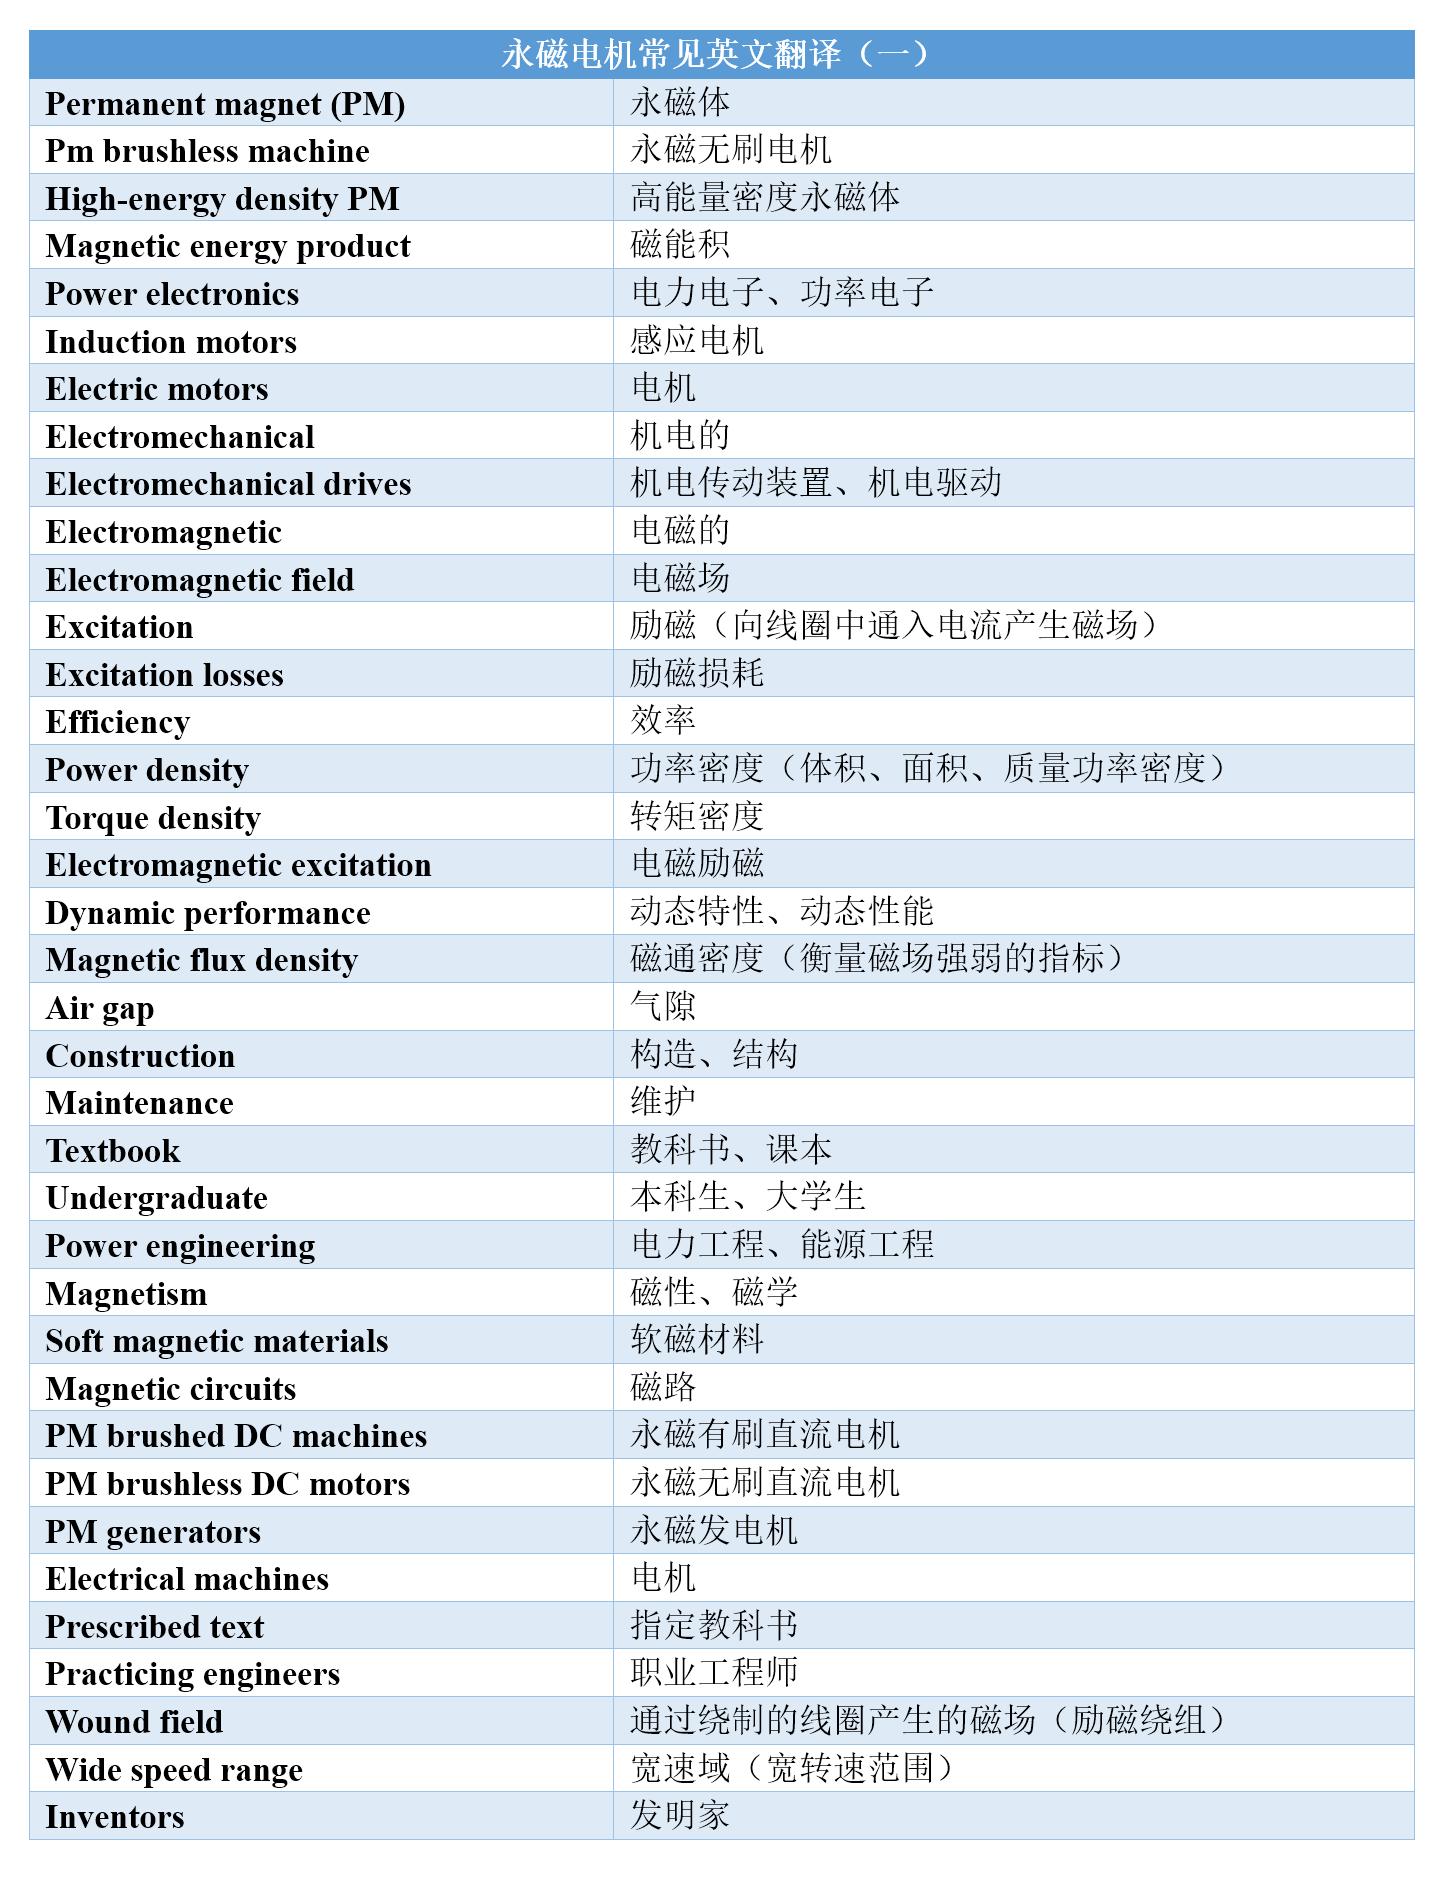 永磁电机常见英文翻译（一）
Permanent magnet (PM) 永磁体
Pm brushless machine 永磁无刷电机
High-energy density PM 高能量密度永磁体
Magnetic energy product 磁能积
Power electronics 电力电子、功率电子
Induction motors 感应电机
Electric motors 电机
Electromechanical 机电的
Electromechanical drives 机电传动装置、机电驱动
Electromagnetic 电磁的
Electromagnetic field 电磁场
Excitation 励磁（向线圈中通入电流产生磁场）
Excitation losses 励磁损耗
Efficiency 效率
Power density 功率密度（体积、面积、质量功率密度）
Torque density 转矩密度
Electromagnetic excitation 电磁励磁
Dynamic performance 动态特性、动态性能
Magnetic flux density 磁通密度（衡量磁场强弱的指标）
Air gap 气隙
Construction 构造、结构
Maintenance 维护
Textbook 教科书、课本
Undergraduate 本科生、大学生
Power engineering 电力工程、能源工程
Magnetism 磁性、磁学
Soft magnetic materials 软磁材料
Magnetic circuits 磁路
PM brushed DC machines 永磁有刷直流电机
PM brushless DC motors 永磁无刷直流电机
PM generators 永磁发电机
Electrical machines 电机
Prescribed text 指定教科书
Practicing engineers 职业工程师
Wound field 通过绕制的线圈产生的磁场（励磁绕组）
Wide speed range 宽速域（宽转速范围）
Inventors 发明家